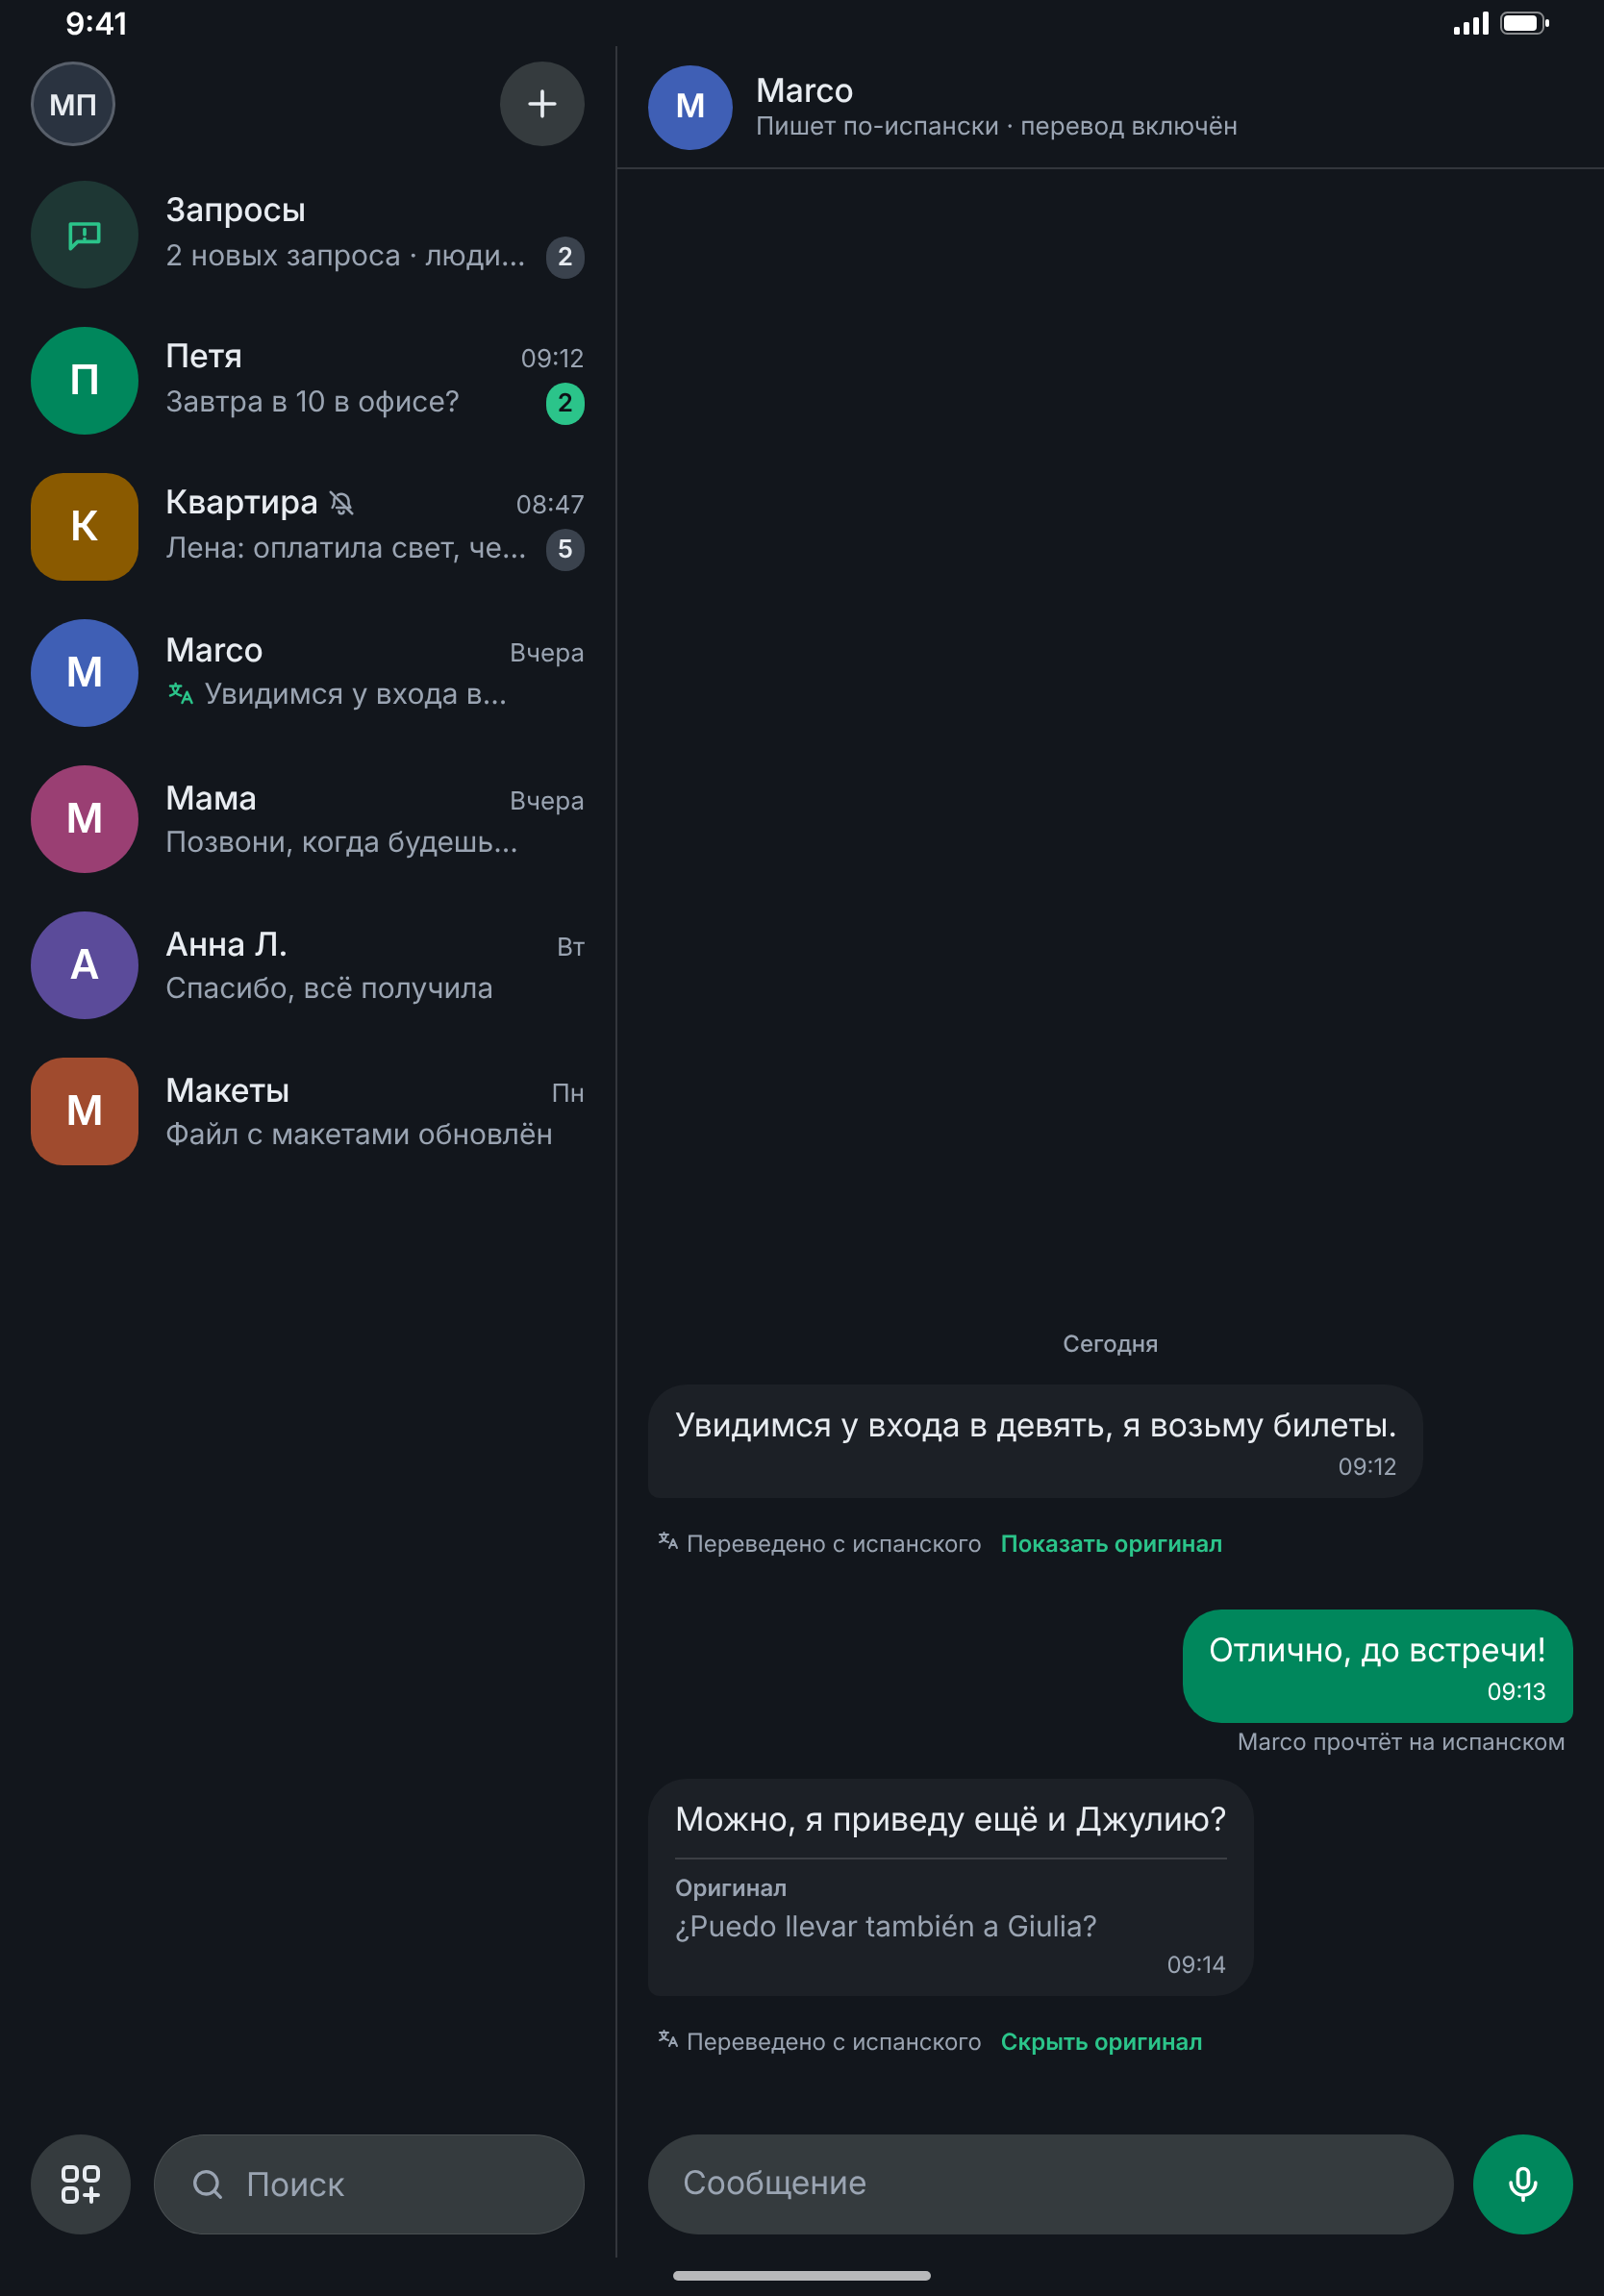 9:41
МП
Запросы
2 новых запроса · люди...
2
П
Петя
09:12
Завтра в 10 в офисе?
2
К
Квартира
08:47
Лена: оплатила свет, че...
5
M
Marco
Вчера
Увидимся у входа в...
М
Мама
Вчера
Позвони, когда будешь...
А
Анна Л.
Вт
Спасибо, всё получила
М
Макеты
Пн
Файл с макетами обновлён
Поиск
M
Marco
Пишет по-испански · перевод включён
Сегодня
Увидимся у входа в девять, я возьму билеты.
09:12
Переведено с испанского Показать оригинал
Отлично, до встречи!
09:13
Marco прочтёт на испанском
Можно, я приведу ещё и Джулию?
Оригинал
¿Puedo llevar también a Giulia?
09:14
Переведено с испанского Скрыть оригинал
Сообщение